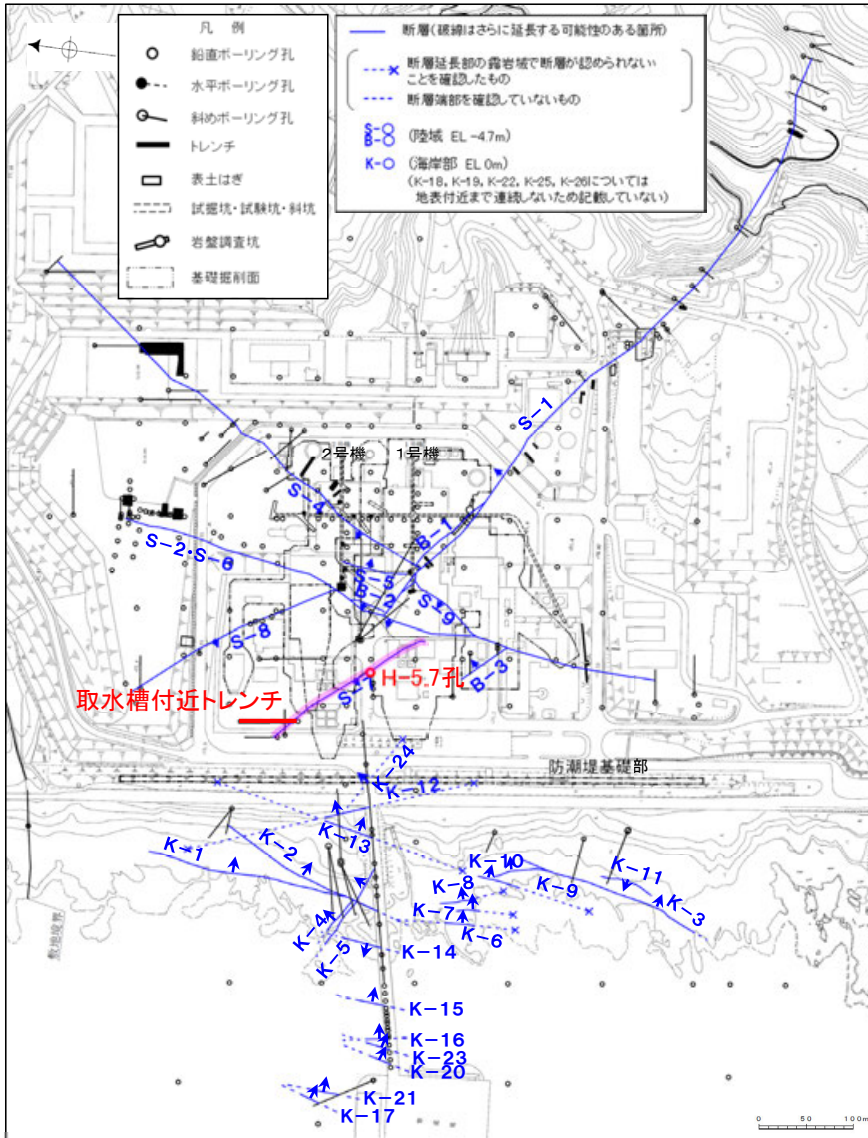 凡 例
鉛直ボーリング孔
水平ボーリング孔
斜めボーリング孔
トレンチ
表土はぎ
試掘坑・試験坑・斜坑
岩盤調査坑
基礎掘削面
断層(破線はさらに延長する可能性のある箇所)
断層延長部の露岩域で断層が認められない
ことを確認したもの
断層端部を確認していないもの
S-○
B-○
(陸域 EL -4.7m)
K-○
(海岸部 EL 0m)
(K-18, K-19, K-22, K-25, K-26については
地表付近まで連続しないため記載していない)
S-1
2号機
1号機
S-4
B-1
S-2・S-6
S-5
B-2
S-9
S-8
B-3
H-5.7孔
S-7
取水槽付近トレンチ
K-24
防潮堤基礎部
K-12
K-13
K-1
K-2
K-10
K-11
K-8
K-9
K-3
K-7
K-4
K-6
K-5
K-14
敷地境界
K-15
K-16
K-23
K-20
K-21
K-17
0 50 100m